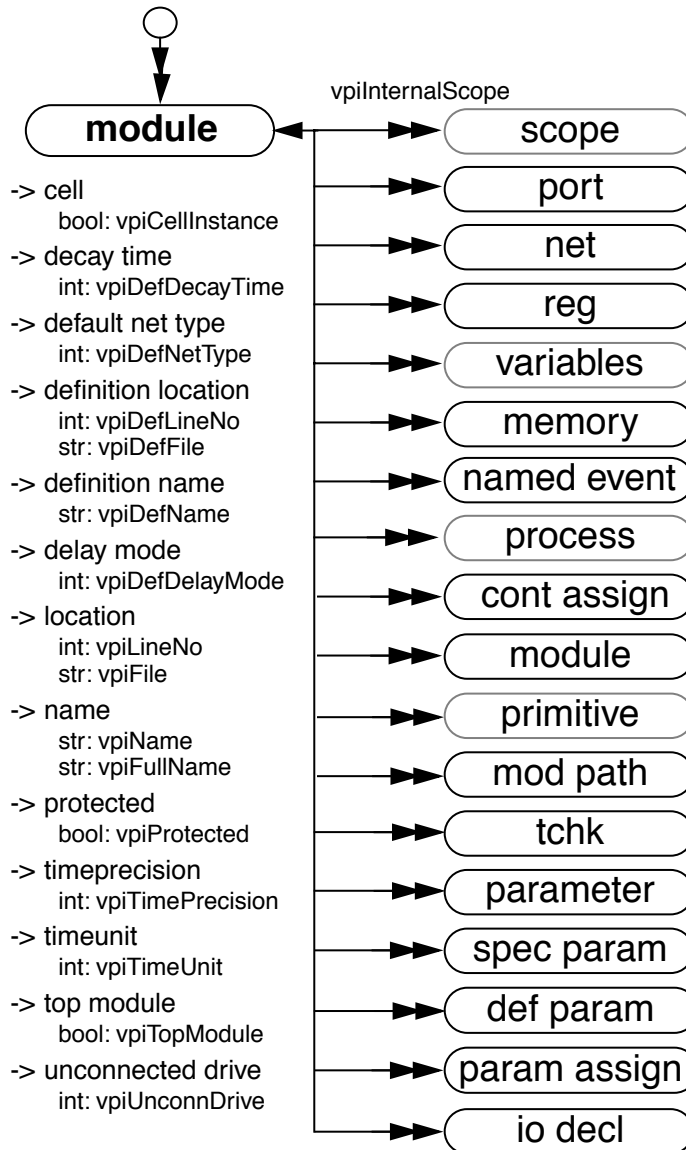 vpiInternalScope
module
-> cell
bool: vpiCellInstance
-> decay time
int: vpiDefDecayTime
-> default net type
int: vpiDefNetType
-> definition location
int: vpiDefLineNo
str: vpiDefFile
-> definition name
str: vpiDefName
-> delay mode
int: vpiDefDelayMode
-> location
int: vpiLineNo
str: vpiFile
-> name
str: vpiName
str: vpiFullName
-> protected
bool: vpiProtected
-> timeprecision
int: vpiTimePrecision
-> timeunit
int: vpiTimeUnit
-> top module
bool: vpiTopModule
-> unconnected drive
int: vpiUnconnDrive
scope
port
net
reg
variables
memory
named event
process
cont assign
module
primitive
mod path
tchk
parameter
spec param
def param
param assign
io decl